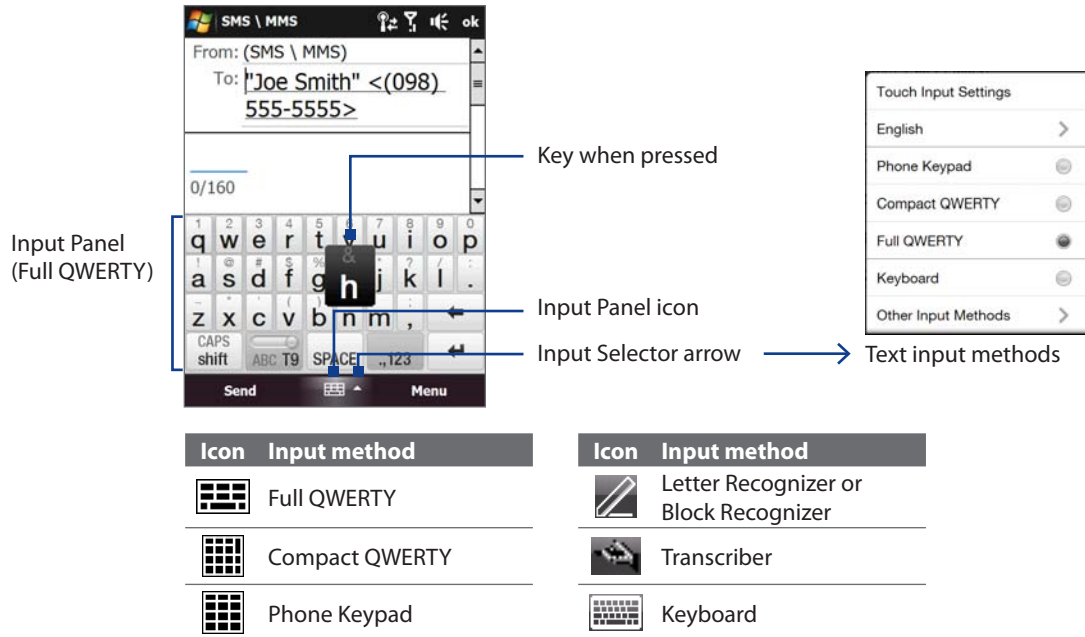 SMS \ MMS
ok
From: (SMS \ MMS)
To: "Joe Smith" <(098)
555-5555>
0/160
1 2 3 4 5 6 7 8 9 0
q w e r t y u i o p
! @ # $ % & * ? / :
a s d f g h j k l .
z x c v b n m ,
CAPS
shift
ABC T9
SPACE
.,123
Send
Menu
Input Panel
(Full QWERTY)
Key when pressed
Input Panel icon
Input Selector arrow
Touch Input Settings
English
Phone Keypad
Compact QWERTY
Full QWERTY
Keyboard
Other Input Methods
Text input methods
Icon Input method
Full QWERTY
Compact QWERTY
Phone Keypad
Icon Input method
Letter Recognizer or
Block Recognizer
Transcriber
Keyboard